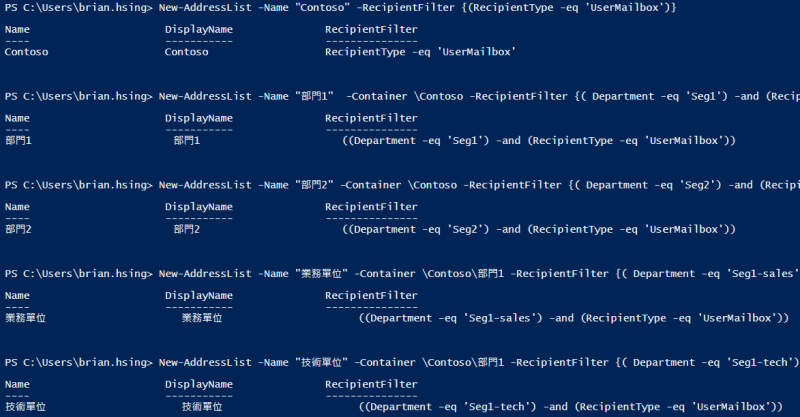 PS C:\Users\brian.hsing> New-AddressList -Name "Contoso" -RecipientFilter {(RecipientType -eq 'UserMailbox')}
Name DisplayName RecipientFilter
---- ----------- ---------------
Contoso Contoso RecipientType -eq 'UserMailbox'
PS C:\Users\brian.hsing> New-AddressList -Name "部門1"  -Container \Contoso -RecipientFilter {( Department -eq 'Seg1') -and (Reci
Name DisplayName RecipientFilter
---- ----------- ---------------
部門1 部門1 ((Department -eq 'Seg1') -and (RecipientType -eq 'UserMailbox'))
PS C:\Users\brian.hsing> New-AddressList -Name "部門2" -Container \Contoso -RecipientFilter {( Department -eq 'Seg2') -and (Reci
Name DisplayName RecipientFilter
---- ----------- ---------------
部門2 部門2 ((Department -eq 'Seg2') -and (RecipientType -eq 'UserMailbox'))
PS C:\Users\brian.hsing> New-AddressList -Name "業務單位" -Container \Contoso\部門1 -RecipientFilter {( Department -eq 'Seg1-sales'
Name DisplayName RecipientFilter
---- ----------- ---------------
業務單位 業務單位 ((Department -eq 'Seg1-sales') -and (RecipientType -eq 'UserMailbox'))
PS C:\Users\brian.hsing> New-AddressList -Name "技術單位" -Container \Contoso\部門1 -RecipientFilter {( Department -eq 'Seg1-tech')
Name DisplayName RecipientFilter
---- ----------- ---------------
技術單位 技術單位 ((Department -eq 'Seg1-tech') -and (RecipientType -eq 'UserMailbox'))